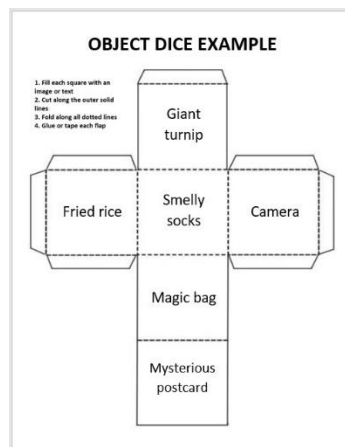 OBJECT DICE EXAMPLE
1. Fill each square with an
image or text
2. Cut along the outer solid
lines
3. Fold along all dotted lines
4. Glue or tape each flap
Giant
turnip
Fried rice
Smelly
socks
Camera
Magic bag
Mysterious
postcard